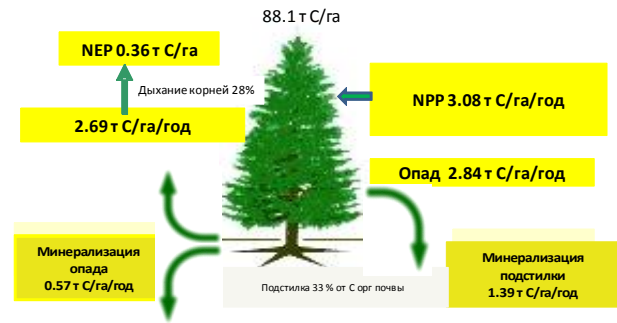 88.1 т С/га
NEP 0.36 т С/га
Дыхание корней 28%
NPP 3.08 т С/га/год
2.69 т С/га/год
Опад 2.84 т С/га/год
Минерализация
опада
0.57 т С/га/год
Минерализация
подстилки
1.39 т С/га/год
Подстилка 33 % от С орг почвы